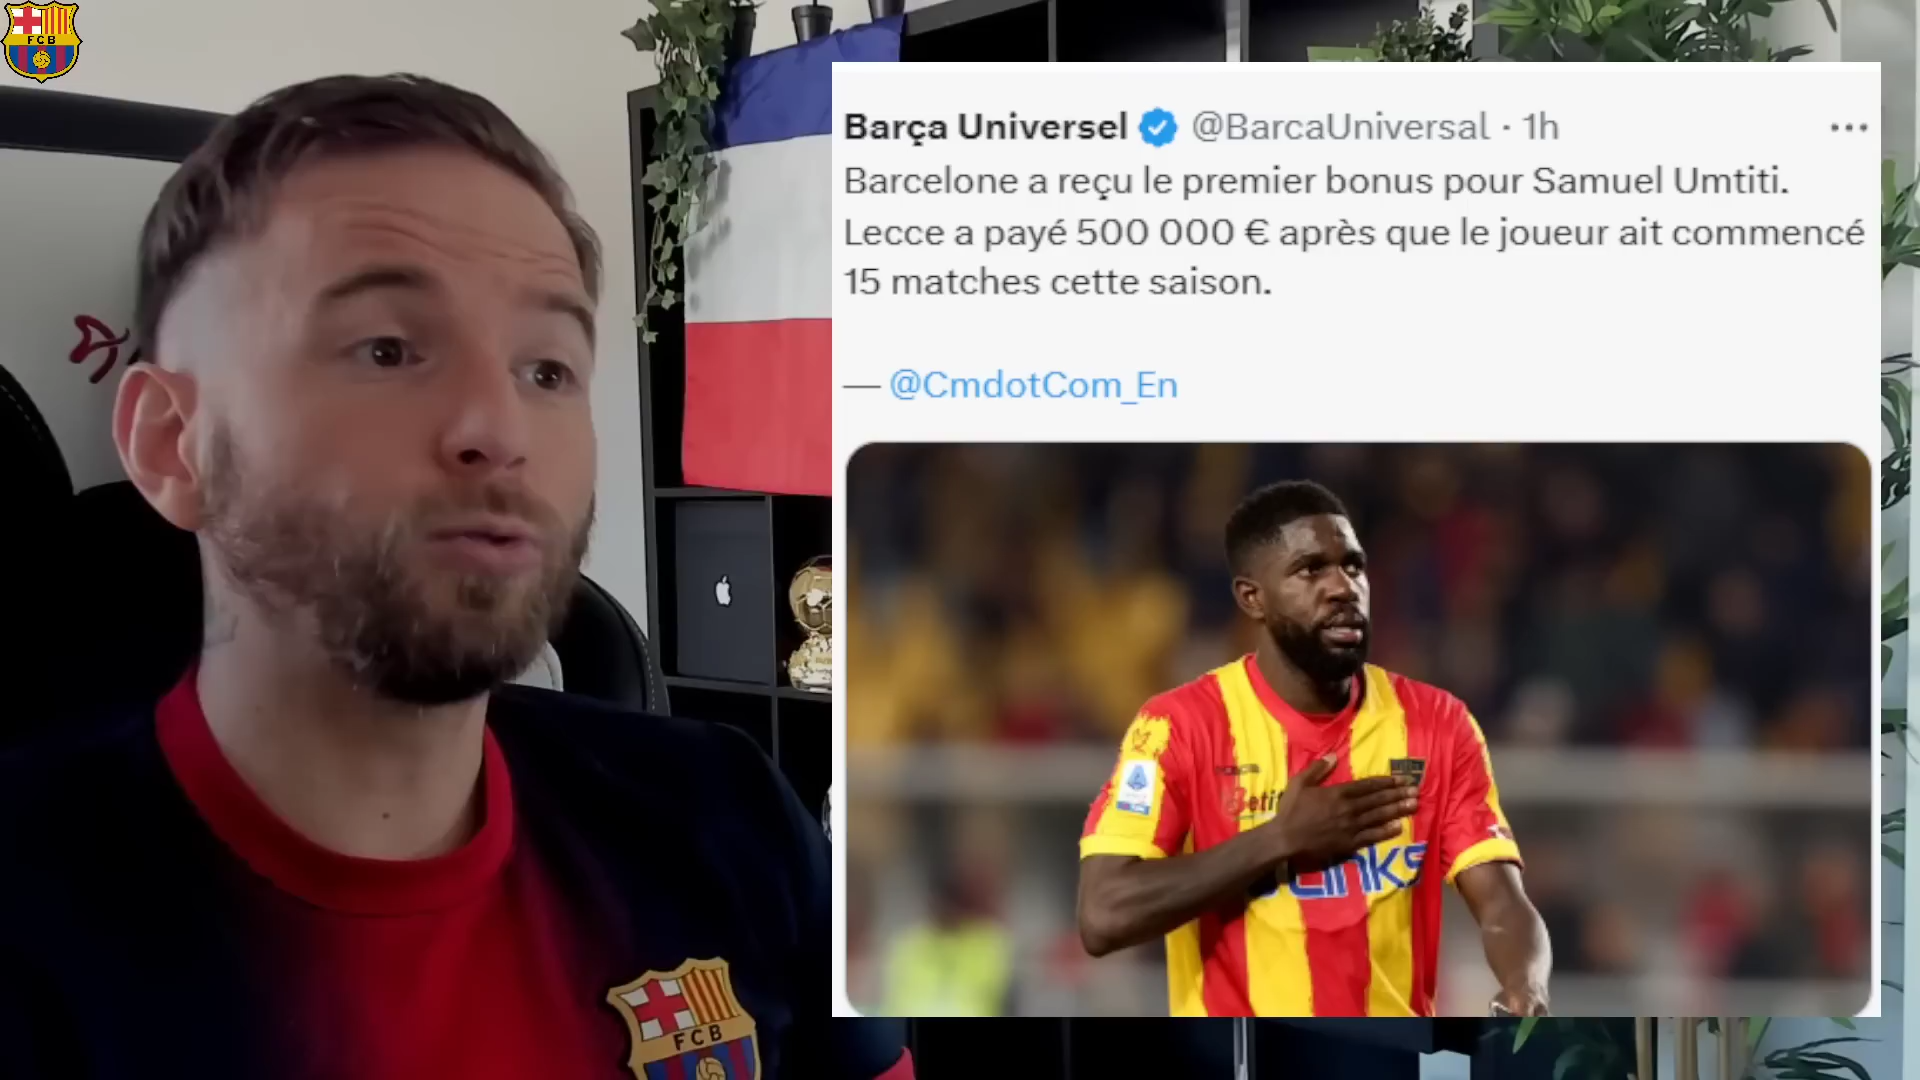 FCB
Barça Universel @BarcaUniversal · 1h
Barcelone a reçu le premier bonus pour Samuel Umtiti.
Lecce a payé 500 000 € après que le joueur ait commencé
15 matches cette saison.
— @CmdotCom_En
FCB